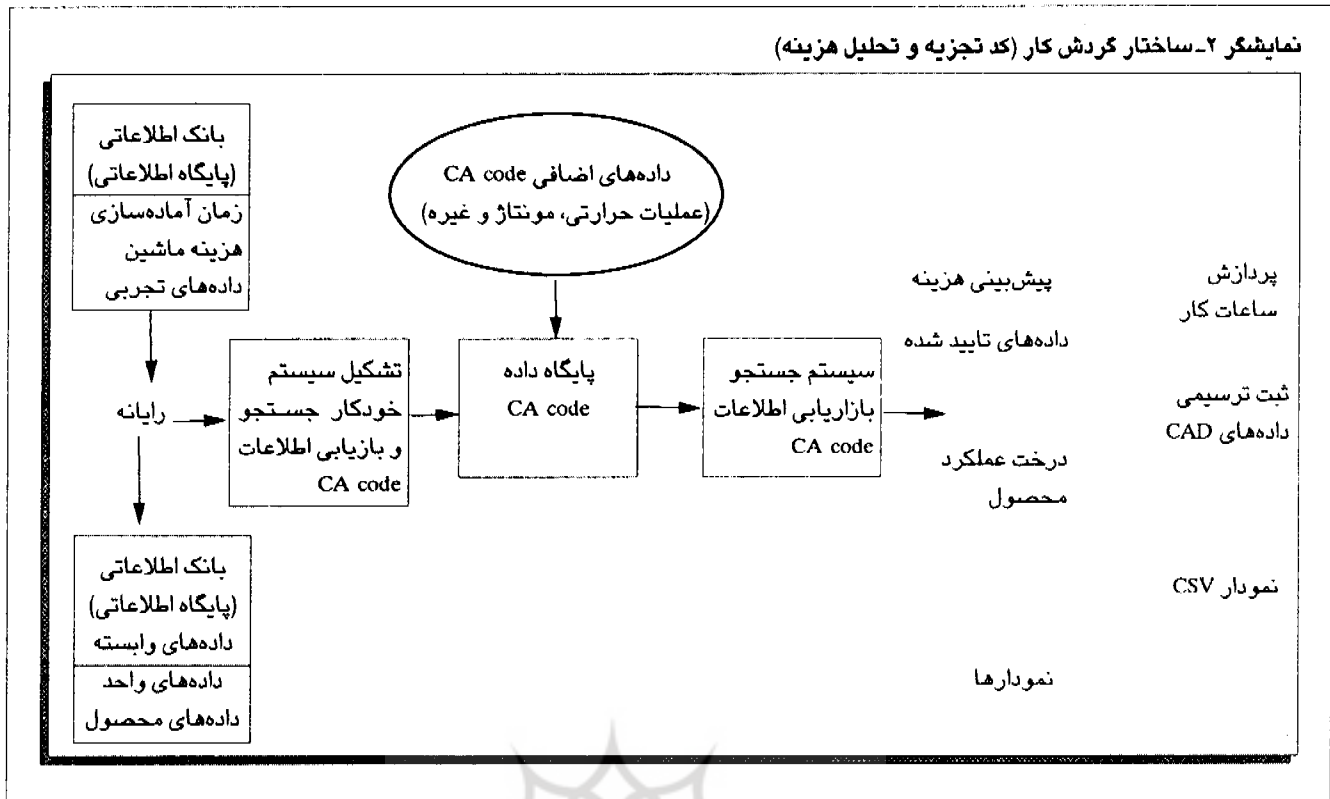 نمایشگر ۲ـ ساختار گردش کار (کد تجزیه و تحلیل هزینه)
بانک اطلاعاتی
(پایگاه اطلاعاتی)
زمان آماده‌سازی
هزینه ماشین
داده‌های تجربی
داده‌های اضافی CA code
(عملیات حرارتی، مونتاژ و غیره)
رایانه
تشکیل سیستم
خودکار جستجو
و بازیابی اطلاعات
CA code
پایگاه داده
CA code
سیستم جستجو
بازاریابی اطلاعات
CA code
پیش‌بینی هزینه
داده‌های تایید شده
درخت عملکرد
محصول
نمودارها
پردازش
ساعات کار
ثبت ترسیمی
داده‌های CAD
نمودار CSV
بانک اطلاعاتی
(پایگاه اطلاعاتی)
داده‌های وابسته
داده‌های واحد
داده‌های محصول